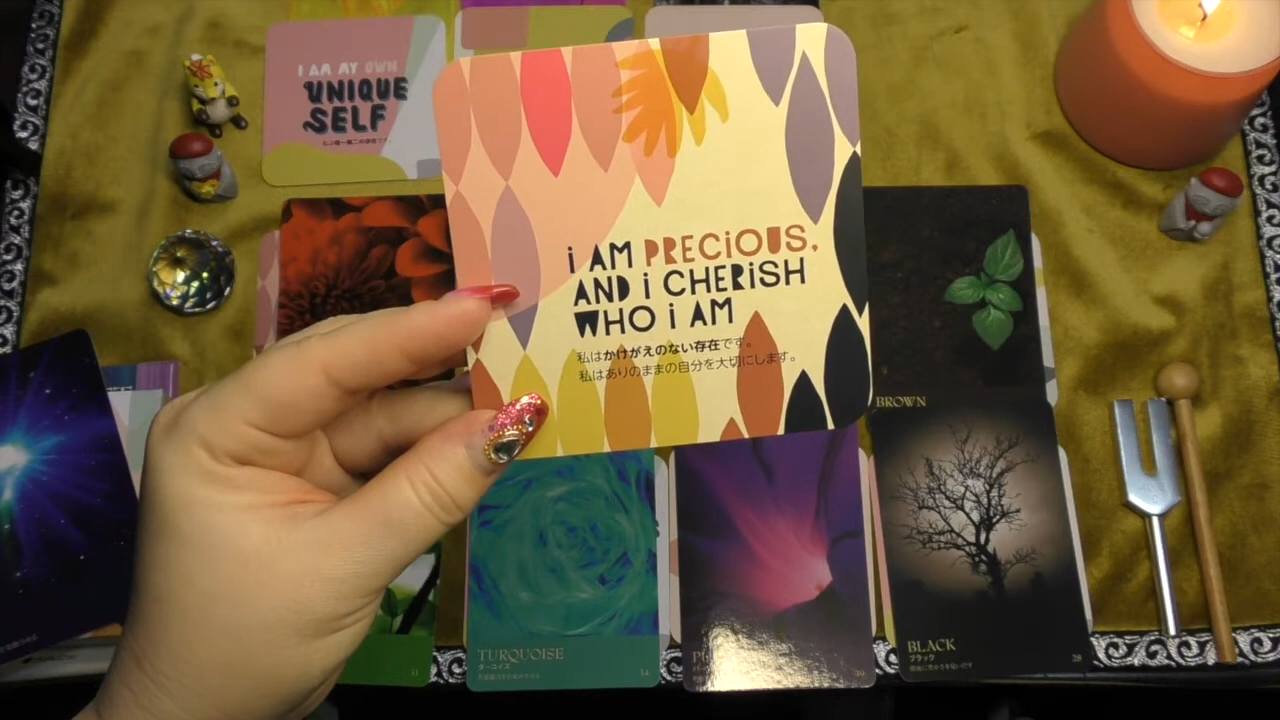 I AM MY OWN
UNIQUE
SELF
i AM PRECiOUS,
AND i CHERiSH
WHO i AM
私はかけがえのない存在です。
私はありのままの自分を大切にします。
BROWN
TURQUOISE
ターコイズ
34
BLACK
ブラック
28